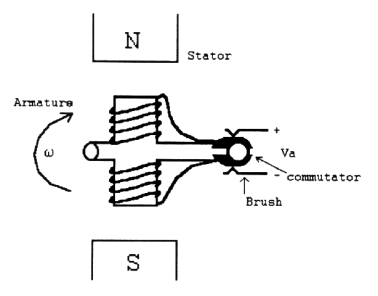 N
Stator
Armature
ω
+
Va
commutator
-
Brush
S